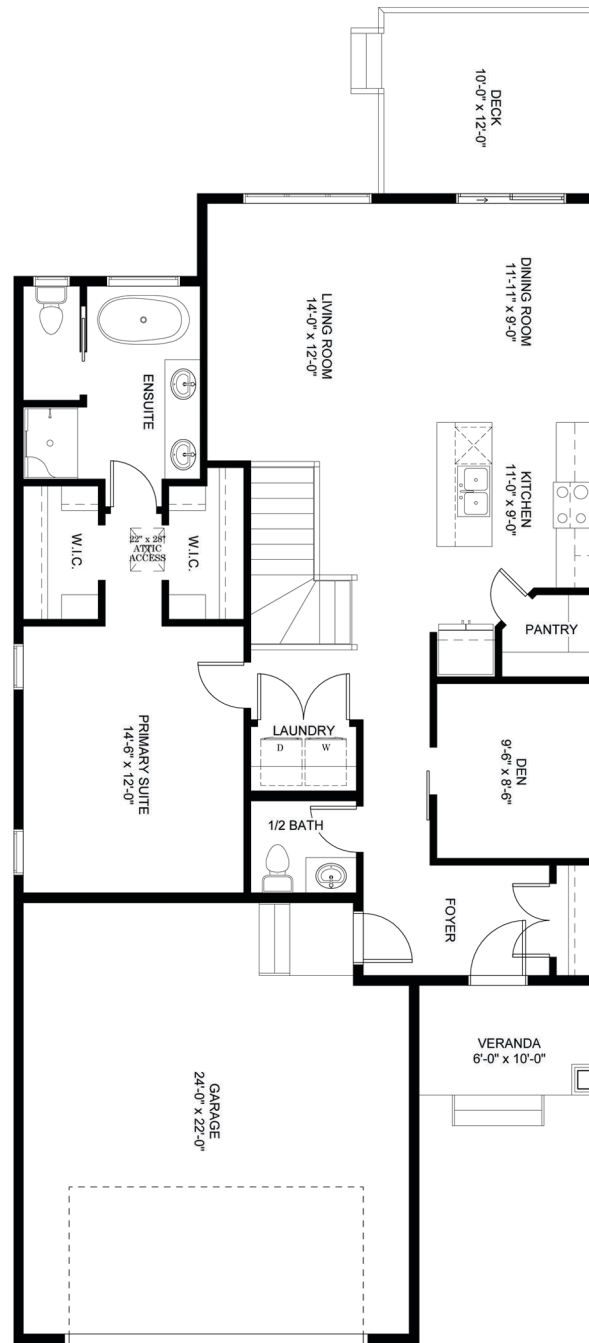 DECK
10'-0" x 12'-0"
DINING ROOM
11'-11" x 9'-0"
LIVING ROOM
14'-0" x 12'-0"
ENSUITE
KITCHEN
11'-0" x 9'-0"
W.I.C.
22" x 28"
ATTIC
ACCESS
W.I.C.
PANTRY
PRIMARY SUITE
14'-6" x 12'-0"
LAUNDRY
D
W
DEN
9'-6" x 8'-6"
1/2 BATH
FOYER
VERANDA
6'-0" x 10'-0"
GARAGE
24'-0" x 22'-0"